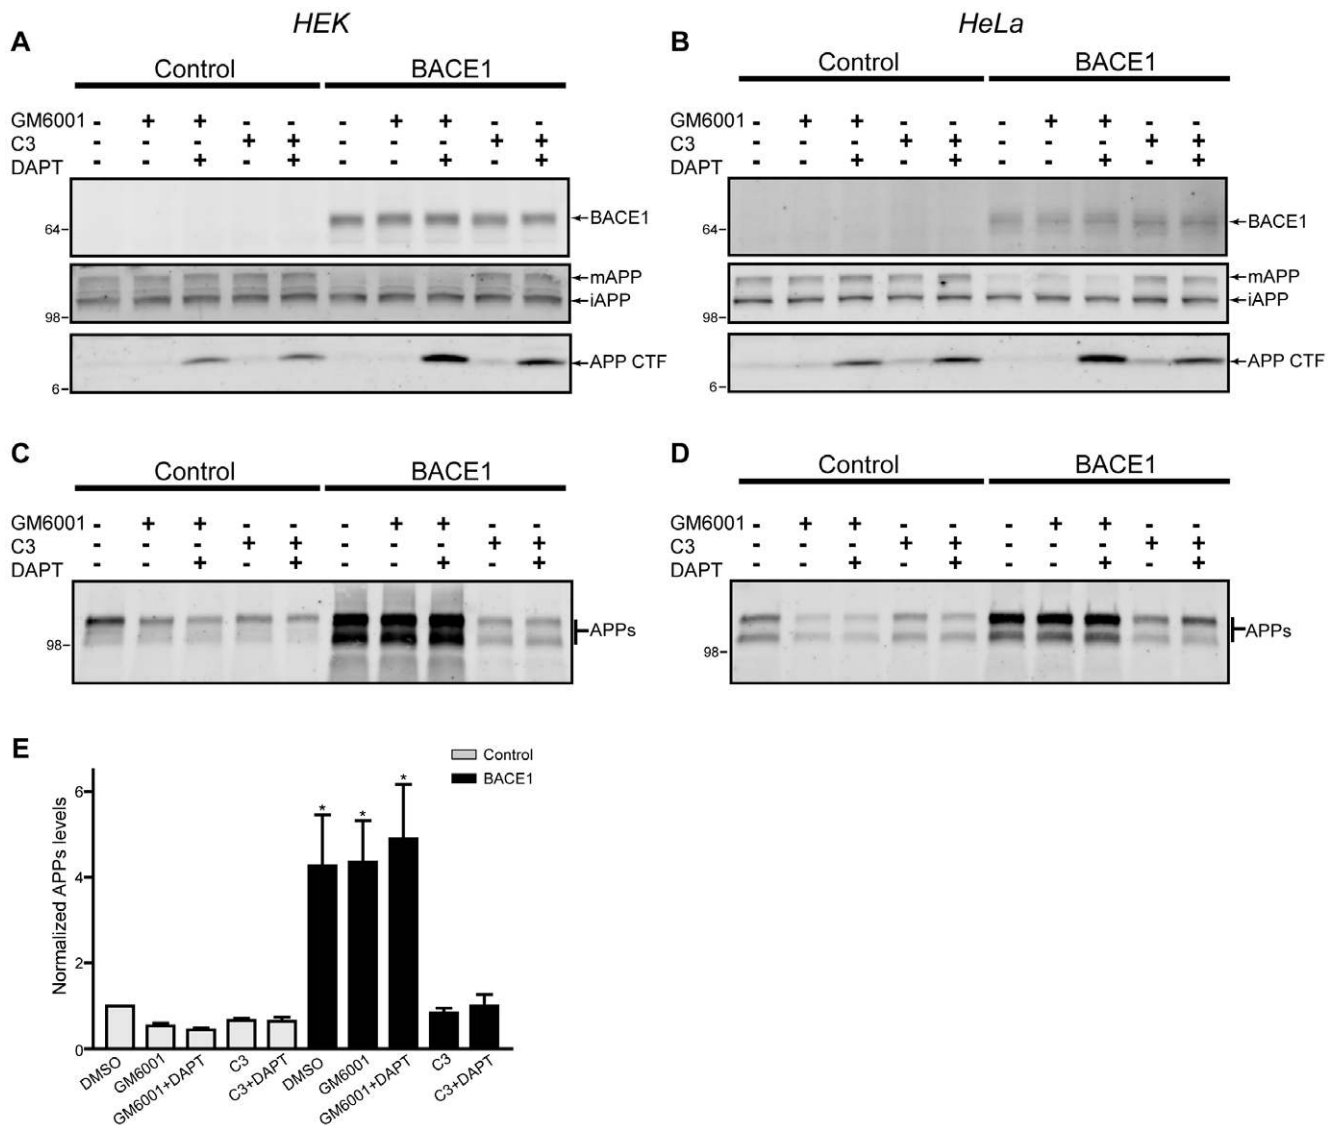 HEK
HeLa
A
Control BACE1
GM6001 - + + - - - + + - -
C3 - - - + + - - - + +
DAPT - - + - + - - + - +
64
BACE1
mAPP
iAPP
98
APP CTF
6
B
Control BACE1
GM6001 - + + - - - + + - -
C3 - - - + + - - - + +
DAPT - - + - + - - + - +
64
BACE1
mAPP
iAPP
98
APP CTF
6
C
Control BACE1
GM6001 - + + - - - + + - -
C3 - - - + + - - - + +
DAPT - - + - + - - + - +
98
APPs
D
Control BACE1
GM6001 - + + - - - + + - -
C3 - - - + + - - - + +
DAPT - - + - + - - + - +
98
APPs
E
Control
BACE1
Normalized APPs levels
6
4
2
0
* * *
DMSO GM6001 GM6001+DAPT C3 C3+DAPT DMSO GM6001 GM6001+DAPT C3 C3+DAPT